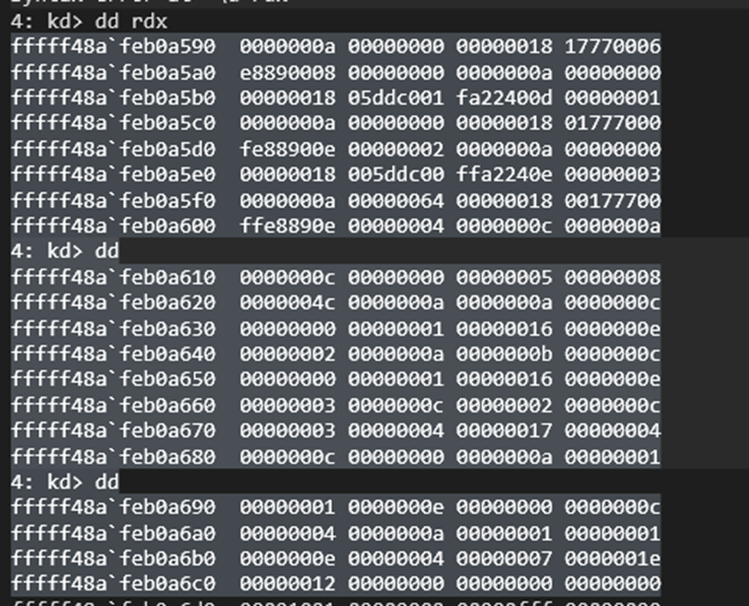 4: kd> dd rdx
fffff48a`feb0a590  0000000a 00000000 00000018 17770006
fffff48a`feb0a5a0  e8890008 00000000 0000000a 00000000
fffff48a`feb0a5b0  00000018 05ddc001 fa22400d 00000001
fffff48a`feb0a5c0  0000000a 00000000 00000018 01777000
fffff48a`feb0a5d0  fe88900e 00000002 0000000a 00000000
fffff48a`feb0a5e0  00000018 005ddc00 ffa2240e 00000003
fffff48a`feb0a5f0  0000000a 00000064 00000018 00177700
fffff48a`feb0a600  ffe8890e 00000004 0000000c 0000000a
4: kd> dd
fffff48a`feb0a610  0000000c 00000000 00000005 00000008
fffff48a`feb0a620  0000004c 0000000a 0000000a 0000000c
fffff48a`feb0a630  00000000 00000001 00000016 0000000e
fffff48a`feb0a640  00000002 0000000a 0000000b 0000000c
fffff48a`feb0a650  00000000 00000001 00000016 0000000e
fffff48a`feb0a660  00000003 0000000c 00000002 0000000c
fffff48a`feb0a670  00000003 00000004 00000017 00000004
fffff48a`feb0a680  0000000c 00000000 0000000a 00000001
4: kd> dd
fffff48a`feb0a690  00000001 0000000e 00000000 0000000c
fffff48a`feb0a6a0  00000004 0000000a 00000001 00000001
fffff48a`feb0a6b0  0000000e 00000004 00000007 0000001e
fffff48a`feb0a6c0  00000012 00000000 00000000 00000000